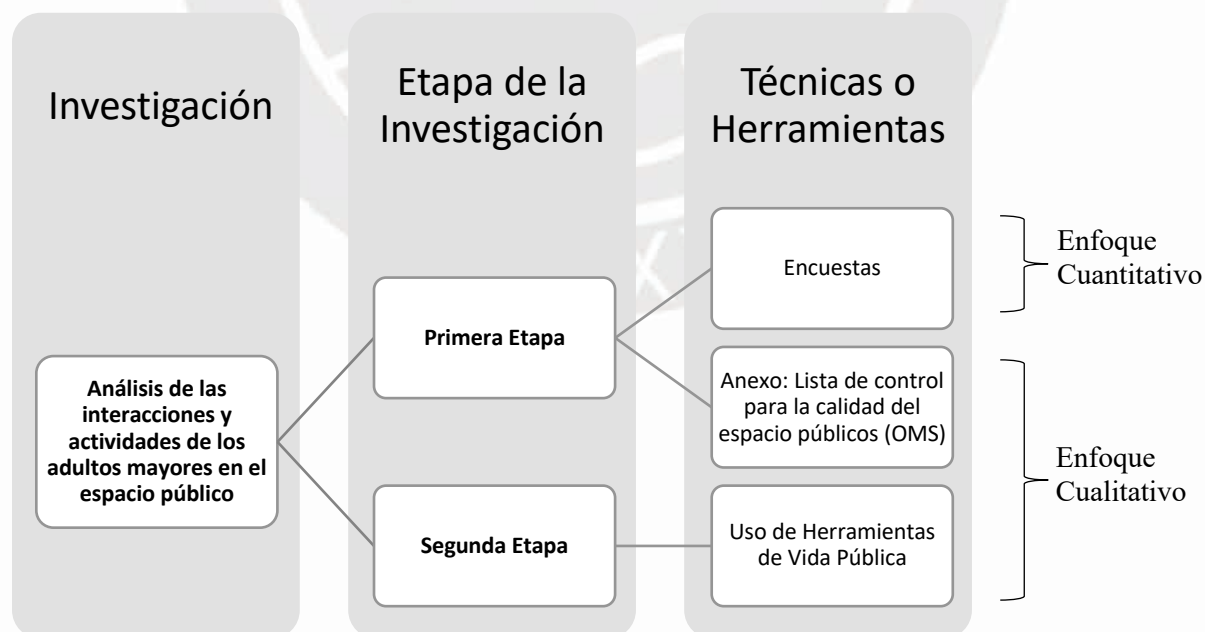 Investigación
Etapa de la
Investigación
Técnicas o
Herramientas
Análisis de las
interacciones y
actividades de los
adultos mayores en el
espacio público
Primera Etapa
Segunda Etapa
Encuestas
Anexo: Lista de control
para la calidad del
espacio públicos (OMS)
Uso de Herramientas
de Vida Pública
Enfoque
Cuantitativo
Enfoque
Cualitativo